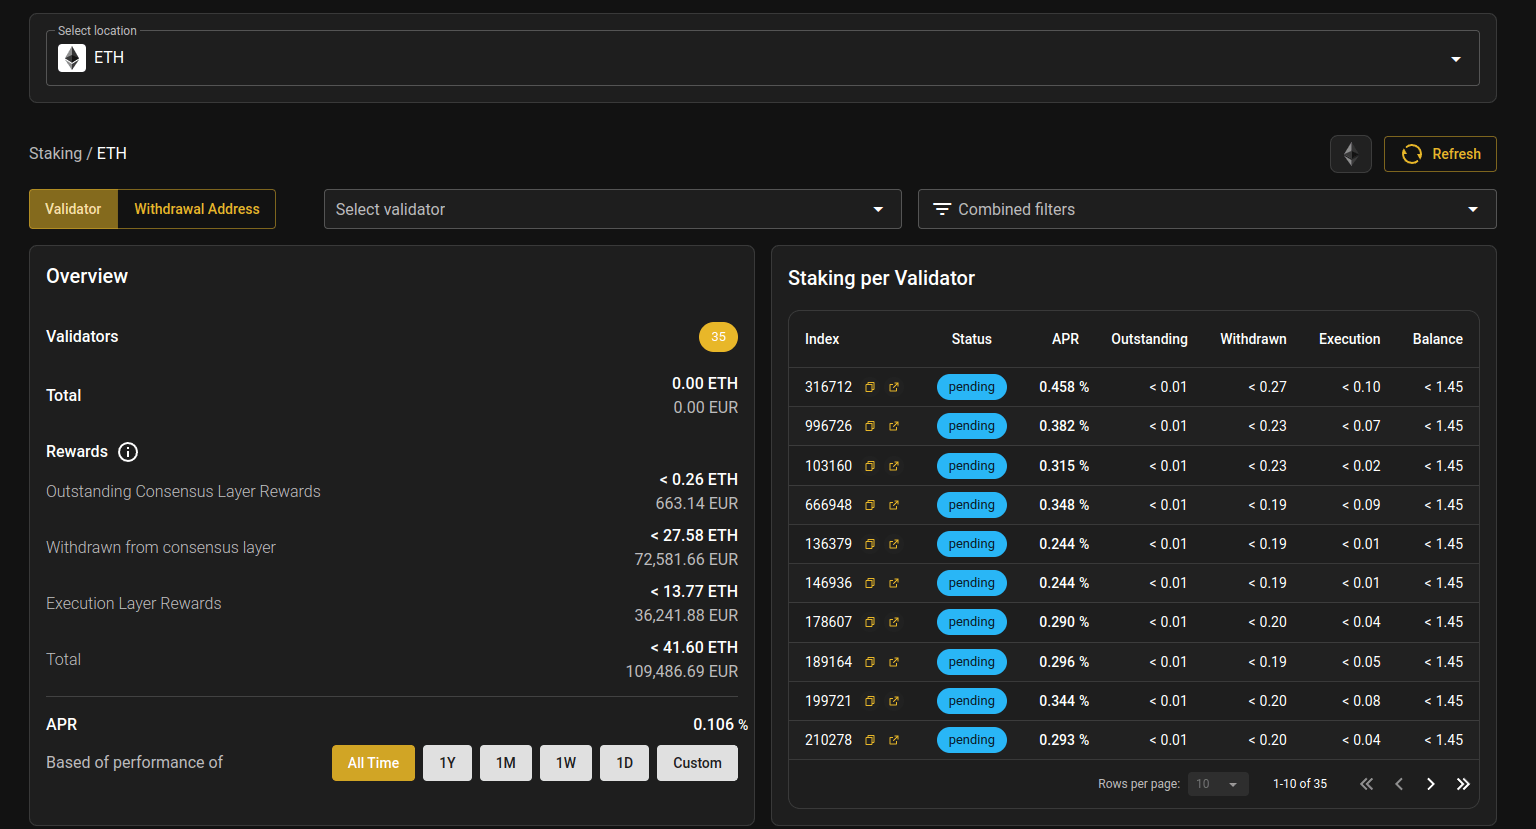 Select location
ETH
Staking / ETH
Refresh
Validator Withdrawal Address Select validator Combined filters
Overview
Validators 35
Total 0.00 ETH
0.00 EUR
Rewards
Outstanding Consensus Layer Rewards < 0.26 ETH
663.14 EUR
Withdrawn from consensus layer < 27.58 ETH
72,581.66 EUR
Execution Layer Rewards < 13.77 ETH
36,241.88 EUR
Total < 41.60 ETH
109,486.69 EUR
APR 0.106 %
Based of performance of All Time 1Y 1M 1W 1D Custom
Staking per Validator
Index Status APR Outstanding Withdrawn Execution Balance
316712 pending 0.458 % < 0.01 < 0.27 < 0.10 < 1.45
996726 pending 0.382 % < 0.01 < 0.23 < 0.07 < 1.45
103160 pending 0.315 % < 0.01 < 0.23 < 0.02 < 1.45
666948 pending 0.348 % < 0.01 < 0.19 < 0.09 < 1.45
136379 pending 0.244 % < 0.01 < 0.19 < 0.01 < 1.45
146936 pending 0.244 % < 0.01 < 0.19 < 0.01 < 1.45
178607 pending 0.290 % < 0.01 < 0.20 < 0.04 < 1.45
189164 pending 0.296 % < 0.01 < 0.19 < 0.05 < 1.45
199721 pending 0.344 % < 0.01 < 0.20 < 0.08 < 1.45
210278 pending 0.293 % < 0.01 < 0.20 < 0.04 < 1.45
Rows per page: 10 1-10 of 35